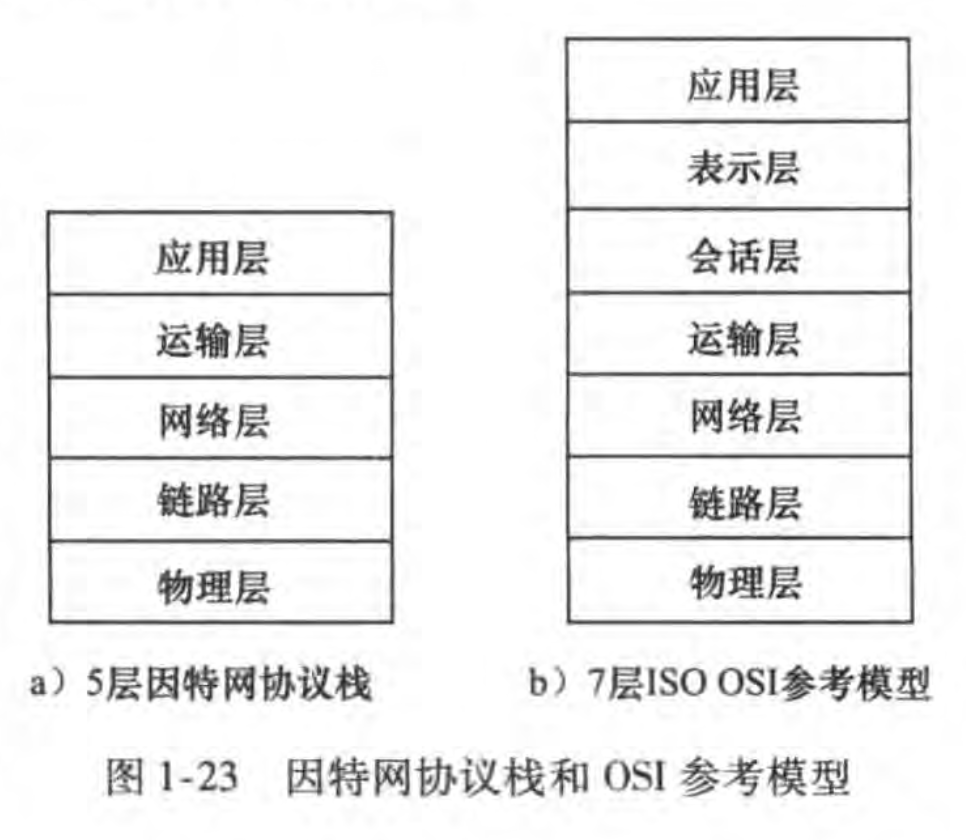 应用层
运输层
网络层
链路层
物理层
a）5层因特网协议栈
应用层
表示层
会话层
运输层
网络层
链路层
物理层
b）7层ISO OSI参考模型
图 1-23 因特网协议栈和 OSI 参考模型